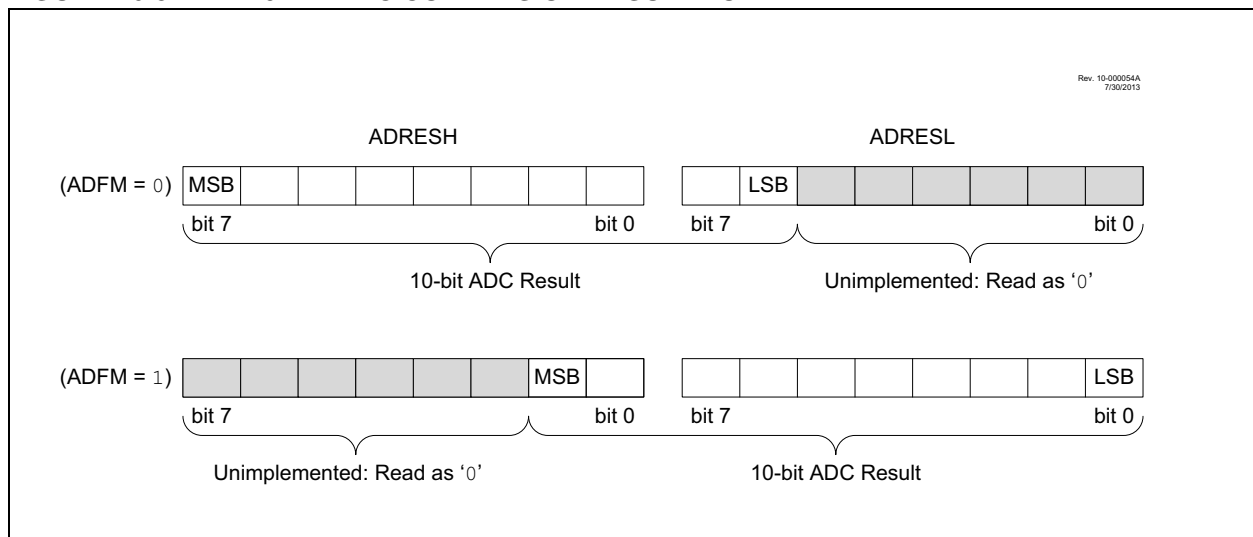 Rev. 10-000054A
7/30/2013
ADRESH ADRESL
(ADFM = 0) MSB LSB
bit 7 bit 0 bit 7 bit 0
10-bit ADC Result Unimplemented: Read as ‘0’
(ADFM = 1) MSB LSB
bit 7 bit 0 bit 7 bit 0
Unimplemented: Read as ‘0’ 10-bit ADC Result